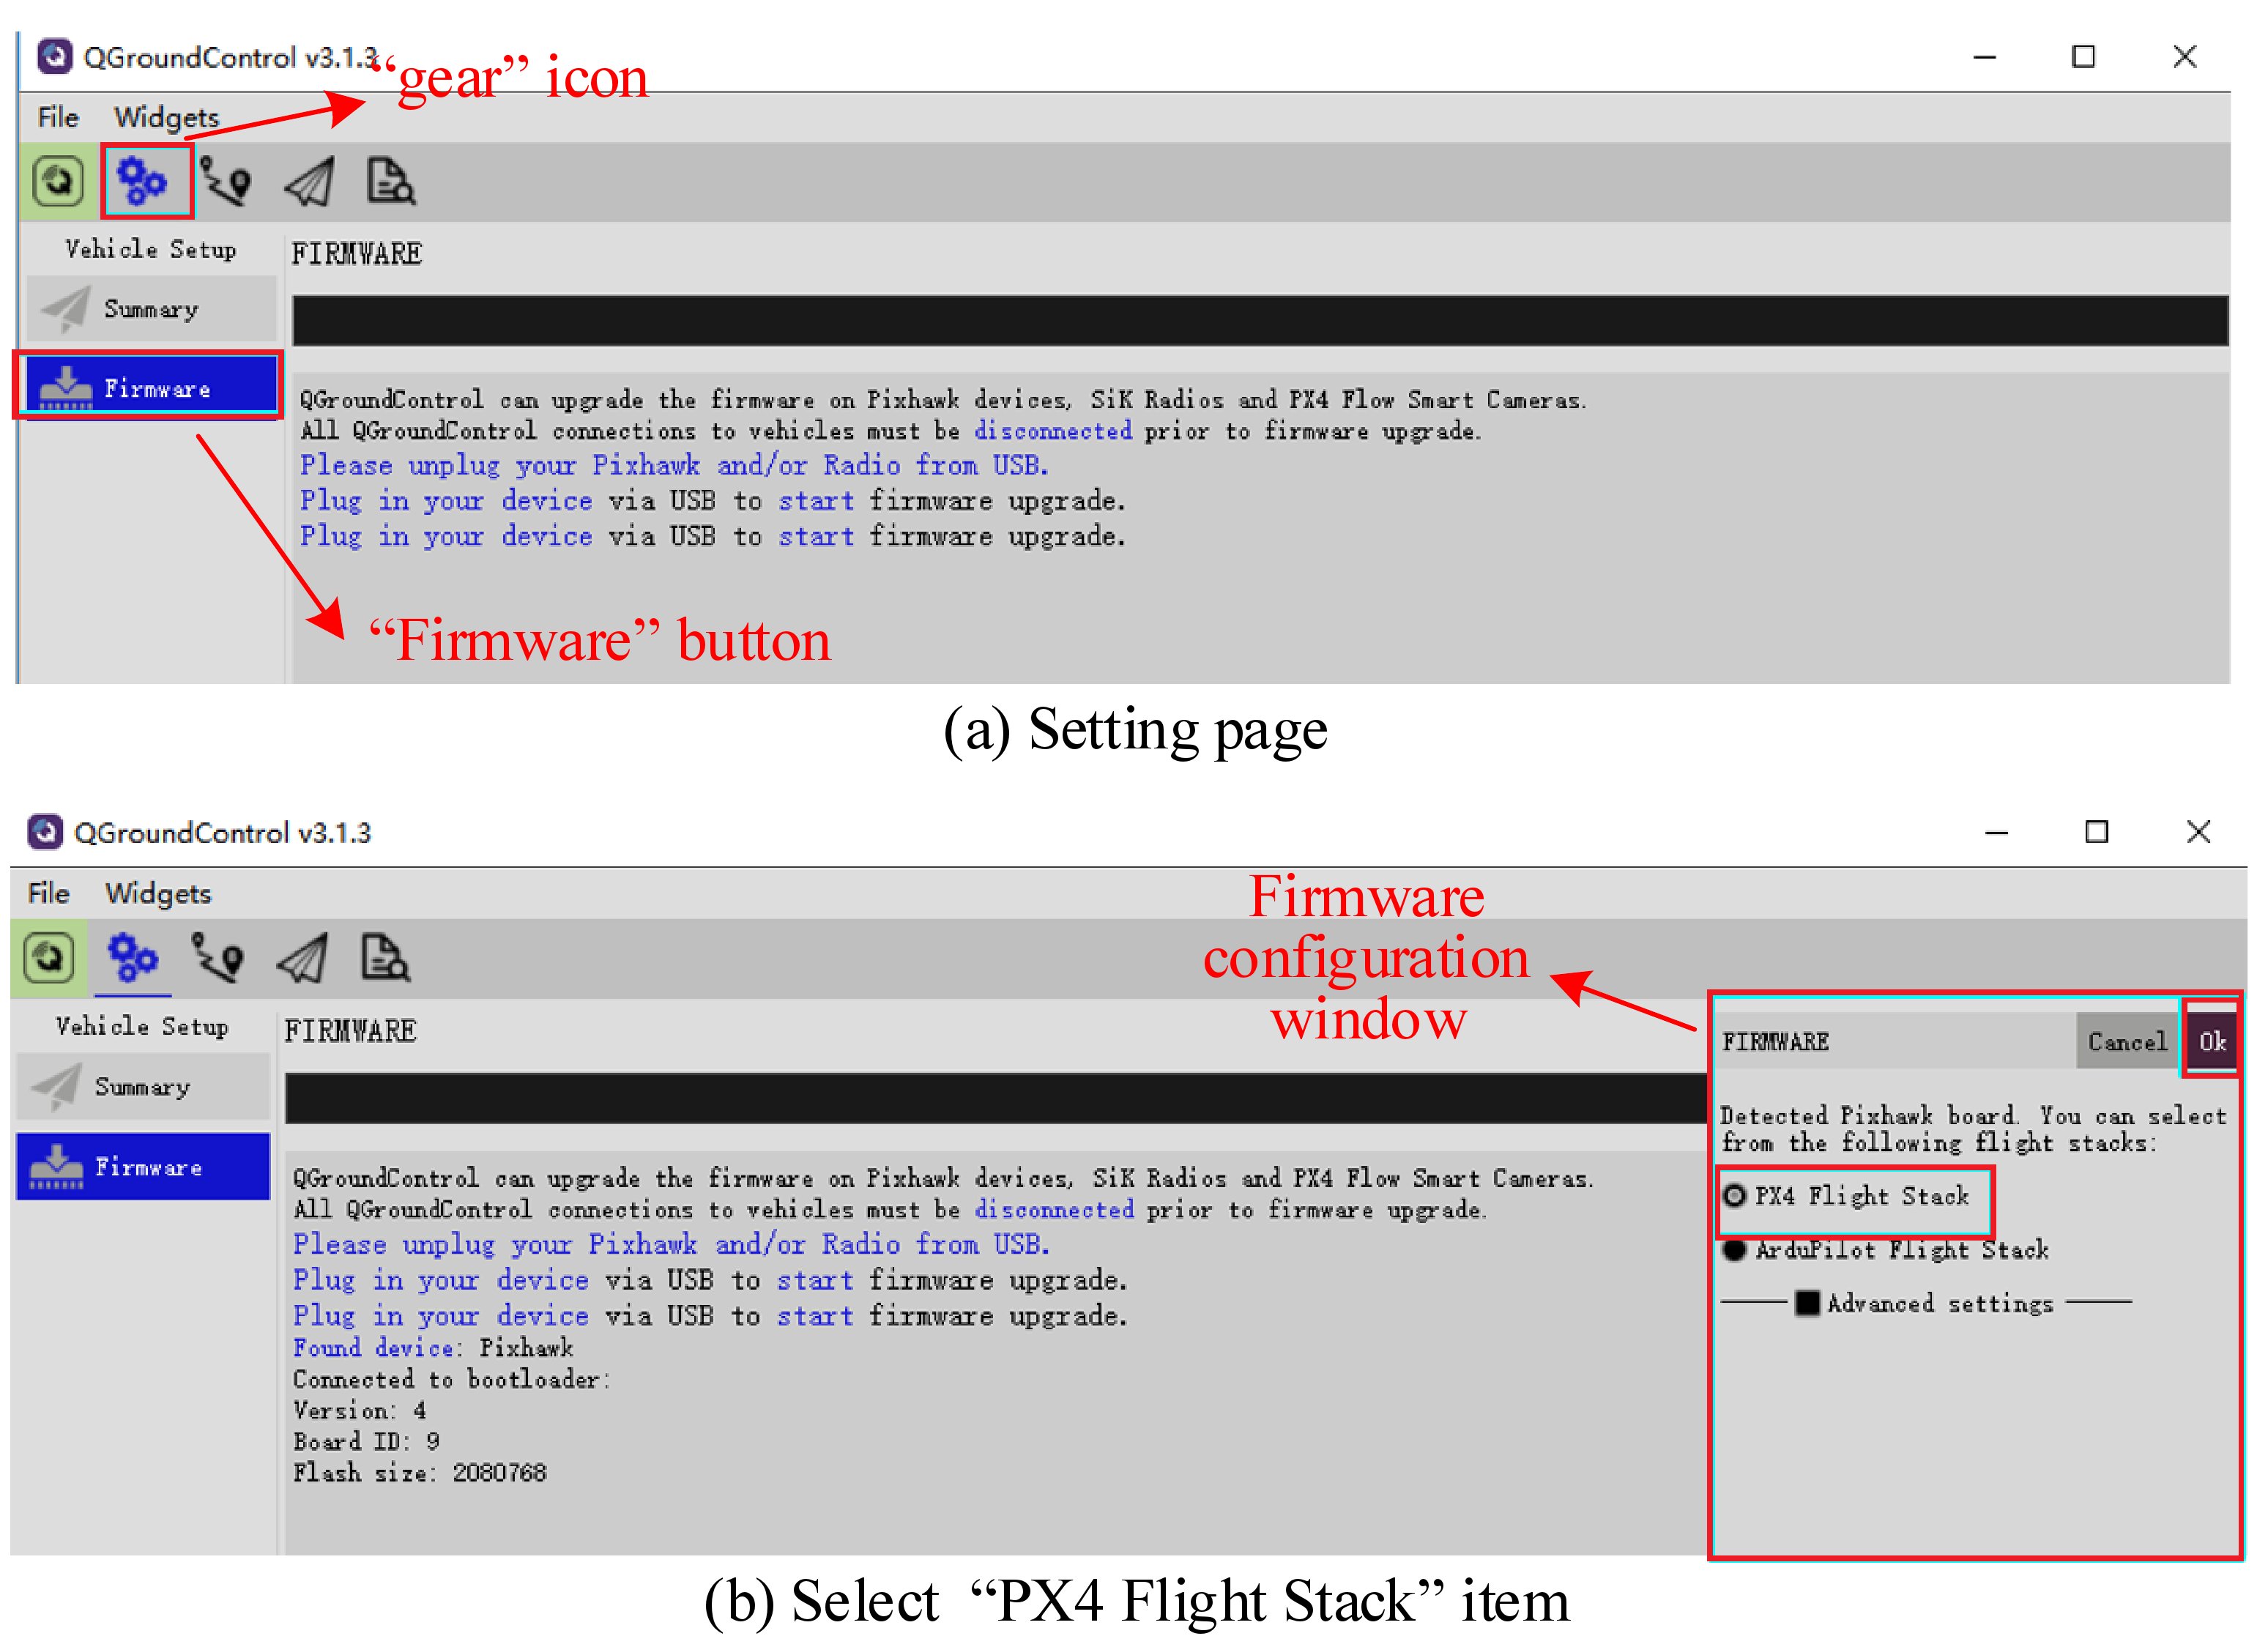 QGroundControl v3.1.3
“gear” icon
File Widgets
Vehicle Setup
FIRMWARE
Summary
Firmware
QGroundControl can upgrade the firmware on Pixhawk devices, SiK Radios and PX4 Flow Smart Cameras.
All QGroundControl connections to vehicles must be disconnected prior to firmware upgrade.
Please unplug your Pixhawk and/or Radio from USB.
Plug in your device via USB to start firmware upgrade.
Plug in your device via USB to start firmware upgrade.
“Firmware” button
(a) Setting page
QGroundControl v3.1.3
File Widgets
Firmware
configuration
window
Vehicle Setup
FIRMWARE
Summary
Firmware
QGroundControl can upgrade the firmware on Pixhawk devices, SiK Radios and PX4 Flow Smart Cameras.
All QGroundControl connections to vehicles must be disconnected prior to firmware upgrade.
Please unplug your Pixhawk and/or Radio from USB.
Plug in your device via USB to start firmware upgrade.
Plug in your device via USB to start firmware upgrade.
Found device: Pixhawk
Connected to bootloader:
Version: 4
Board ID: 9
Flash size: 2080768
FIRMWARE Cancel Ok
Detected Pixhawk board. You can select
from the following flight stacks:
PX4 Flight Stack
ArduPilot Flight Stack
Advanced settings
(b) Select “PX4 Flight Stack” item